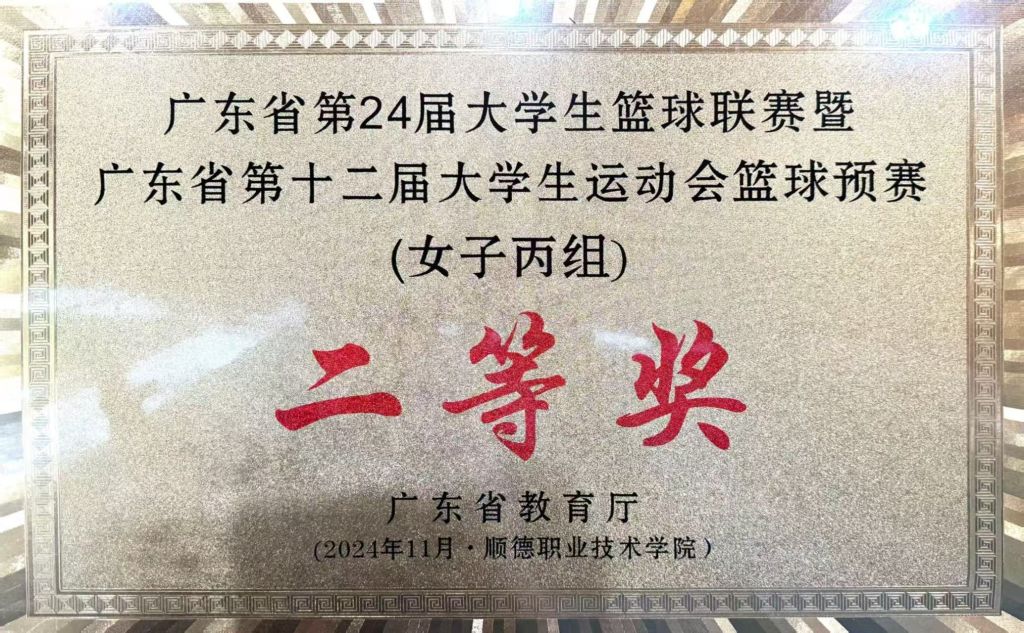 广东省第24届大学生篮球联赛暨
广东省第十二届大学生运动会篮球预赛
(女子丙组)
二等奖
广东省教育厅
(2024年11月·顺德职业技术学院)